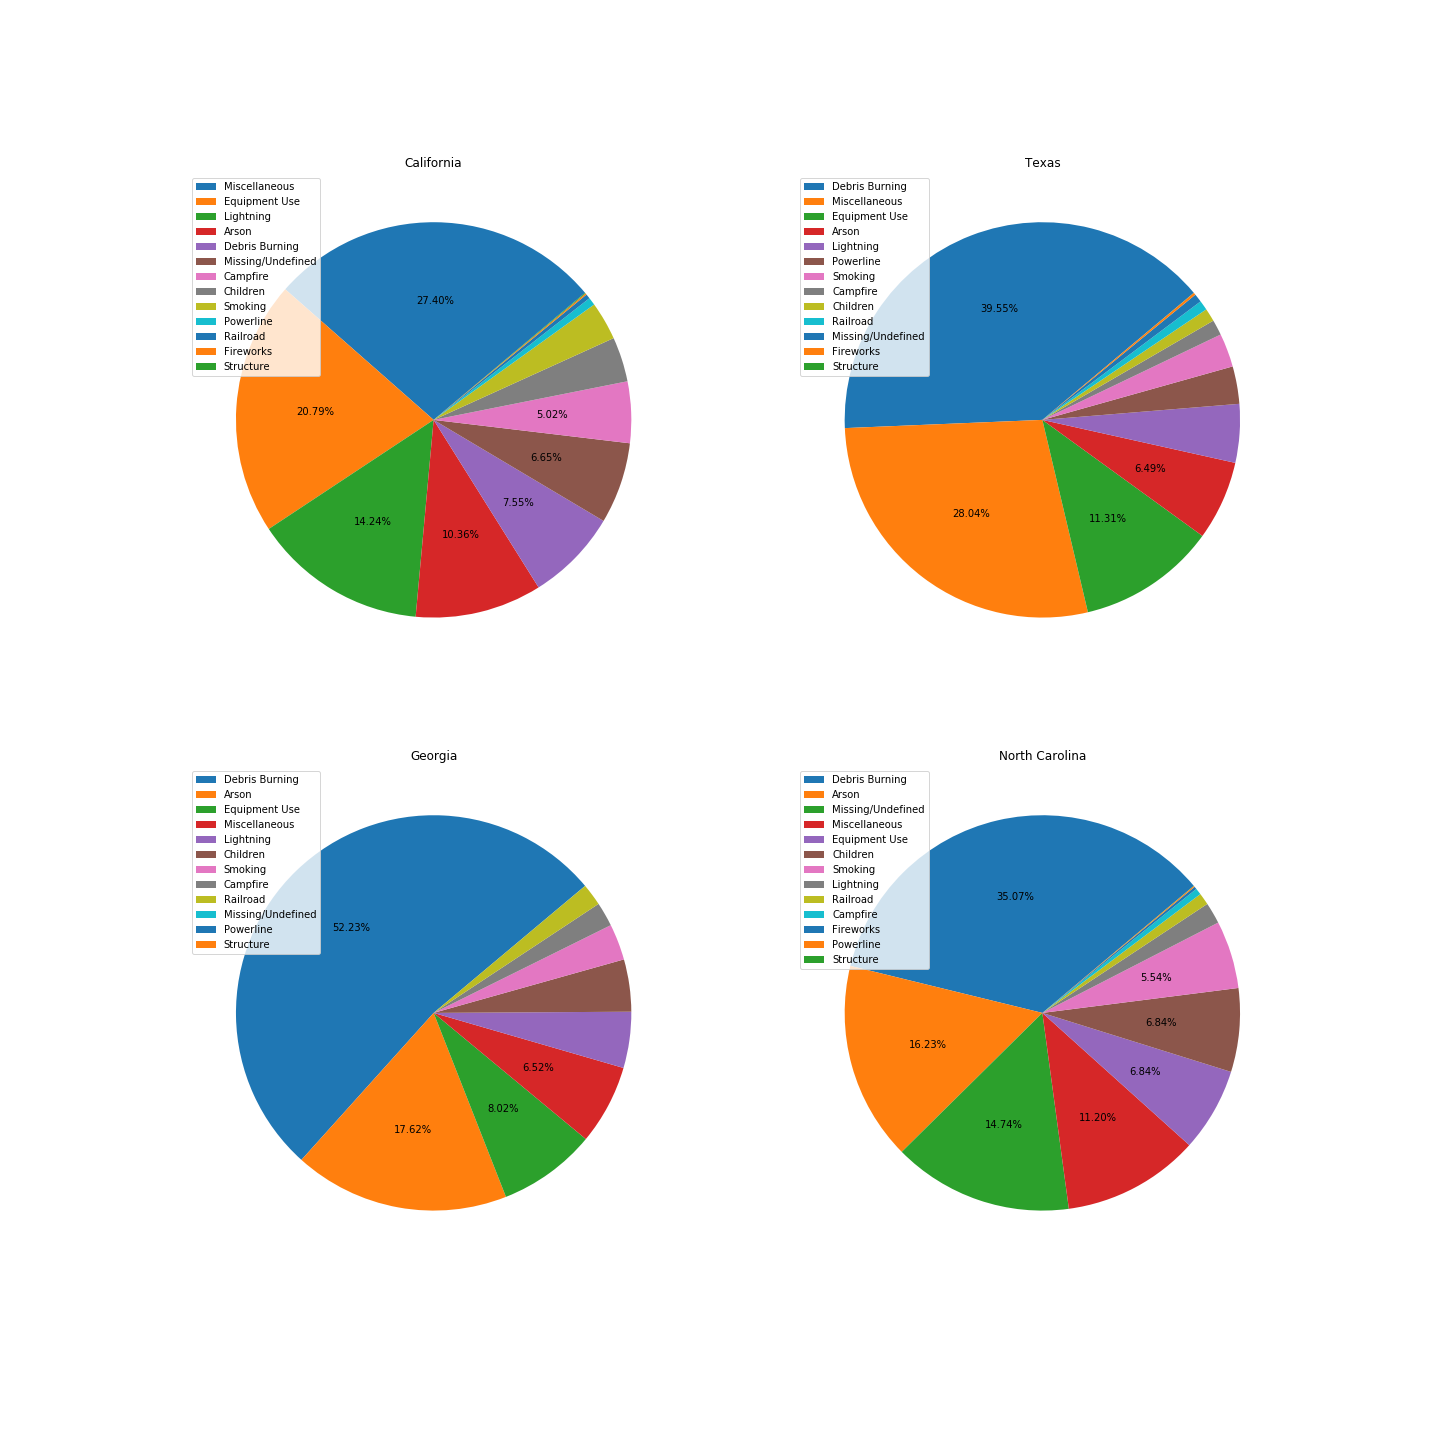 California
Miscellaneous
Equipment Use
Lightning
Arson
Debris Burning
Missing/Undefined
Campfire
Children
Smoking
Powerline
Railroad
Fireworks
Structure
27.40%
20.79%
14.24%
10.36%
7.55%
6.65%
5.02%
Texas
Debris Burning
Miscellaneous
Equipment Use
Arson
Lightning
Powerline
Smoking
Campfire
Children
Railroad
Missing/Undefined
Fireworks
Structure
39.55%
28.04%
11.31%
6.49%
Georgia
Debris Burning
Arson
Equipment Use
Miscellaneous
Lightning
Children
Smoking
Campfire
Railroad
Missing/Undefined
Powerline
Structure
52.23%
17.62%
8.02%
6.52%
North Carolina
Debris Burning
Arson
Missing/Undefined
Miscellaneous
Equipment Use
Children
Smoking
Lightning
Railroad
Campfire
Fireworks
Powerline
Structure
35.07%
16.23%
14.74%
11.20%
6.84%
6.84%
5.54%